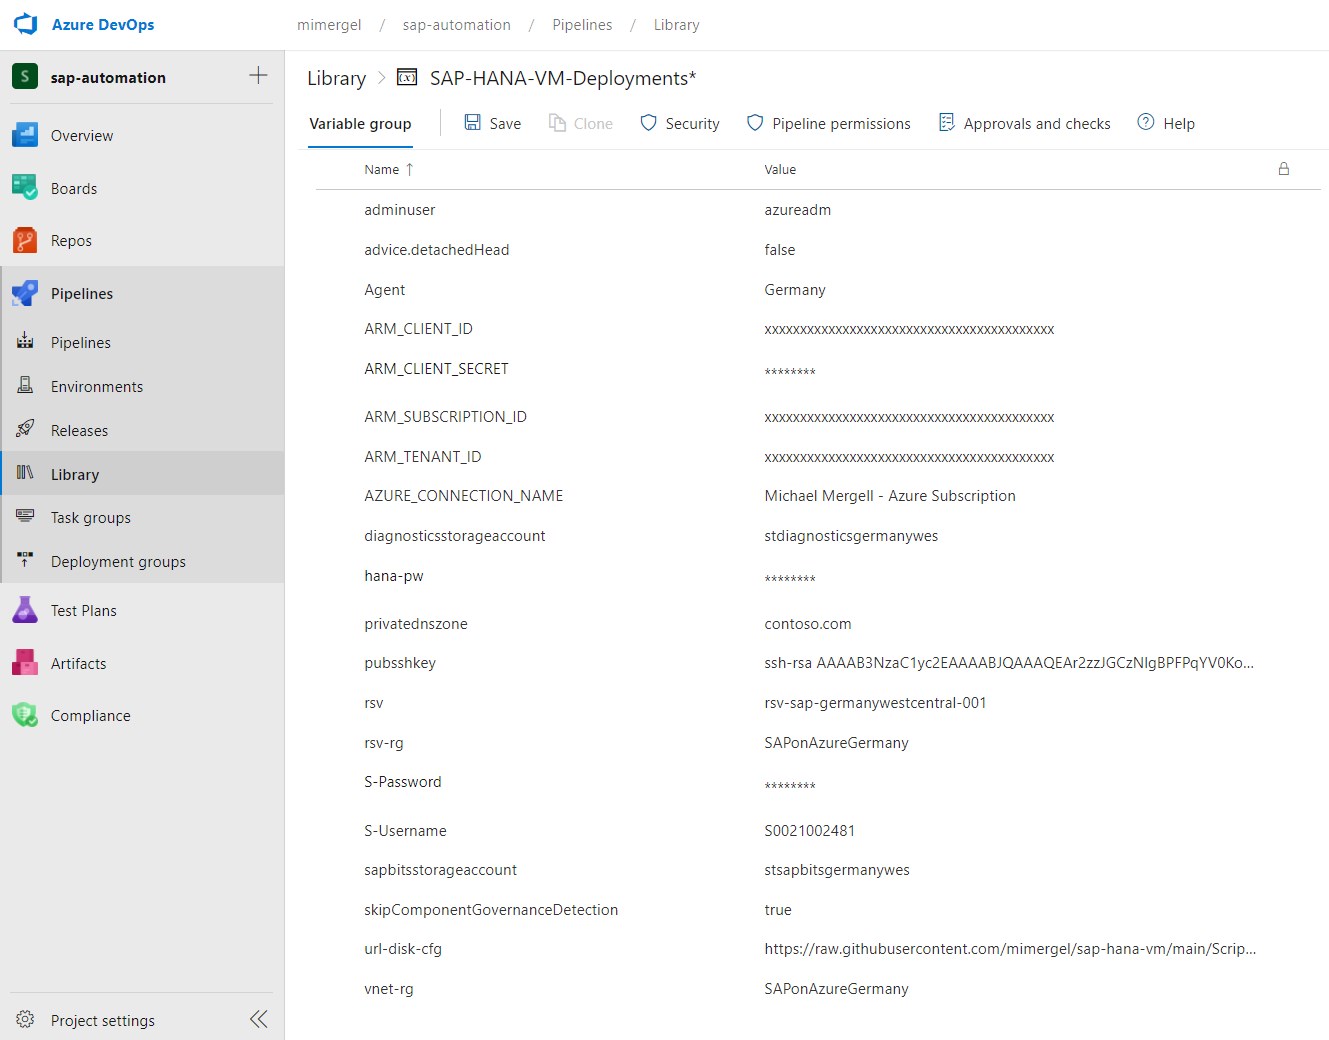 Azure DevOps
mimergel / sap-automation / Pipelines / Library
S sap-automation
Library > SAP-HANA-VM-Deployments*
Variable group Save Clone Security Pipeline permissions Approvals and checks Help
Overview
Boards
Repos
Pipelines
Pipelines
Environments
Releases
Library
Task groups
Deployment groups
Test Plans
Artifacts
Compliance
Project settings
Name ↑ Value
adminuser azureadm
advice.detachedHead false
Agent Germany
ARM_CLIENT_ID xxxxxxxxxxxxxxxxxxxxxxxxxxxxxxxxxxxxxxxxx
ARM_CLIENT_SECRET ********
ARM_SUBSCRIPTION_ID xxxxxxxxxxxxxxxxxxxxxxxxxxxxxxxxxxxxxxxxx
ARM_TENANT_ID xxxxxxxxxxxxxxxxxxxxxxxxxxxxxxxxxxxxxxxxx
AZURE_CONNECTION_NAME Michael Mergell - Azure Subscription
diagnosticsstorageaccount stdiagnosticsgermanywes
hana-pw ********
privatednszone contoso.com
pubsshkey ssh-rsa AAAAB3NzaC1yc2EAAAABJQAAAQEAr2zzJGCzNIgBPFPqYV0Ko...
rsv rsv-sap-germanywestcentral-001
rsv-rg SAPonAzureGermany
S-Password ********
S-Username S0021002481
sapbitsstorageaccount stsapbitsgermanywes
skipComponentGovernanceDetection true
url-disk-cfg https://raw.githubusercontent.com/mimergel/sap-hana-vm/main/Scrip...
vnet-rg SAPonAzureGermany